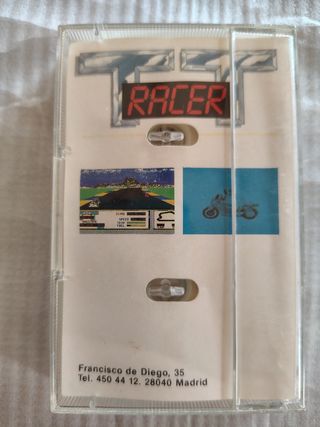 TT
RACER
Francisco de Diego, 35
Tel. 450 44 12. 28040 Madrid